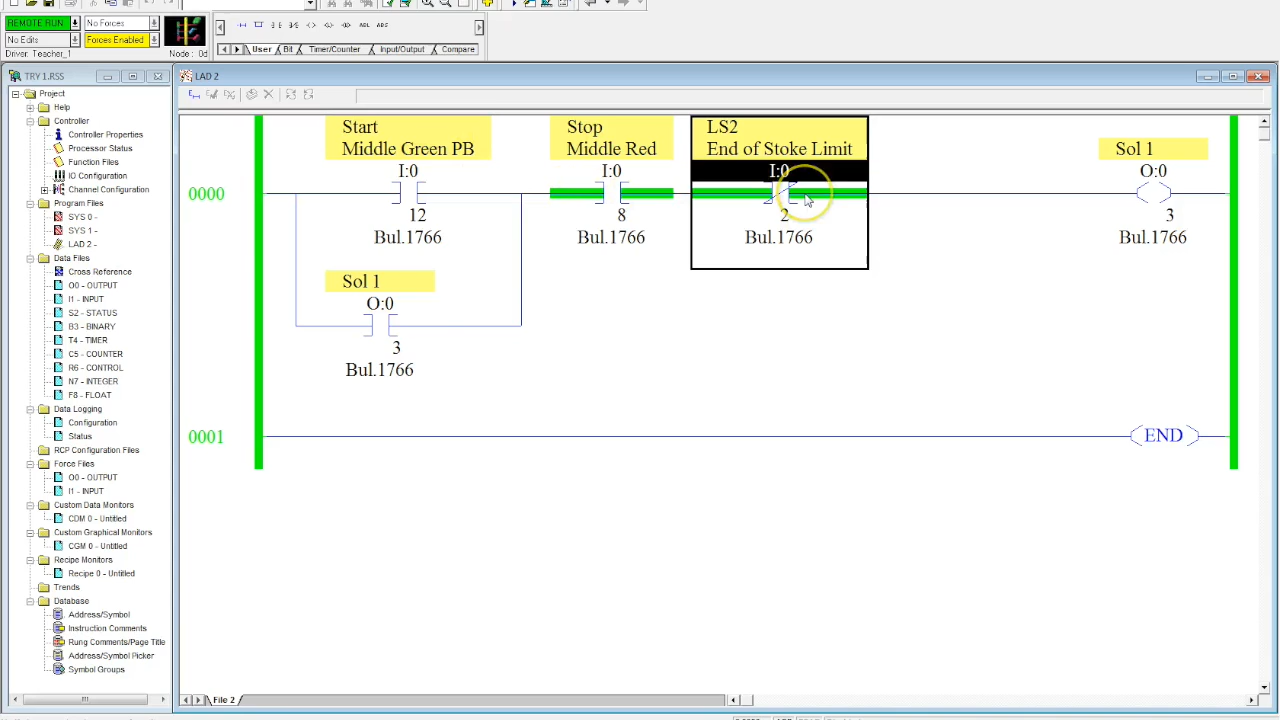 REMOTE RUN
No Forces
No Edits
Forces Enabled
Driver: Teacher_1
Node : 0d
User
Bit
Timer/Counter
Input/Output
Compare
TRY 1.RSS
Project
Help
Controller
Controller Properties
Processor Status
Function Files
IO Configuration
Channel Configuration
Program Files
SYS 0 -
SYS 1 -
LAD 2 -
Data Files
Cross Reference
O0 - OUTPUT
I1 - INPUT
S2 - STATUS
B3 - BINARY
T4 - TIMER
C5 - COUNTER
R6 - CONTROL
N7 - INTEGER
F8 - FLOAT
Data Logging
Configuration
Status
RCP Configuration Files
Force Files
O0 - OUTPUT
I1 - INPUT
Custom Data Monitors
CDM 0 - Untitled
Custom Graphical Monitors
CGM 0 - Untitled
Recipe Monitors
Recipe 0 - Untitled
Trends
Database
Address/Symbol
Instruction Comments
Rung Comments/Page Title
Address/Symbol Picker
Symbol Groups
LAD 2
0000
Start
Middle Green PB
I:0
12
Bul.1766
Stop
Middle Red
I:0
8
Bul.1766
LS2
End of Stoke Limit
I:0
2
Bul.1766
Sol 1
O:0
3
Bul.1766
Sol 1
O:0
3
Bul.1766
0001
END
File 2